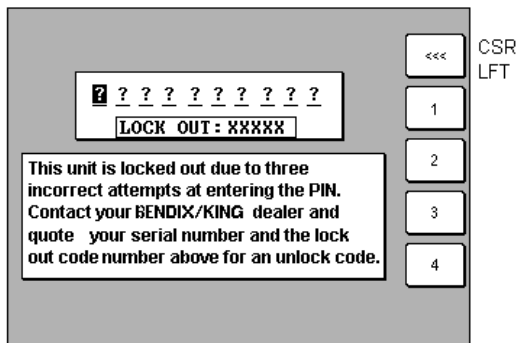 ? ? ? ? ? ? ? ? ? ?
LOCK OUT: XXXXX
This unit is locked out due to three
incorrect attempts at entering the PIN.
Contact your BENDIX/KING dealer and
quote your serial number and the lock
out code number above for an unlock code.
<<< CSR
LFT
1
2
3
4